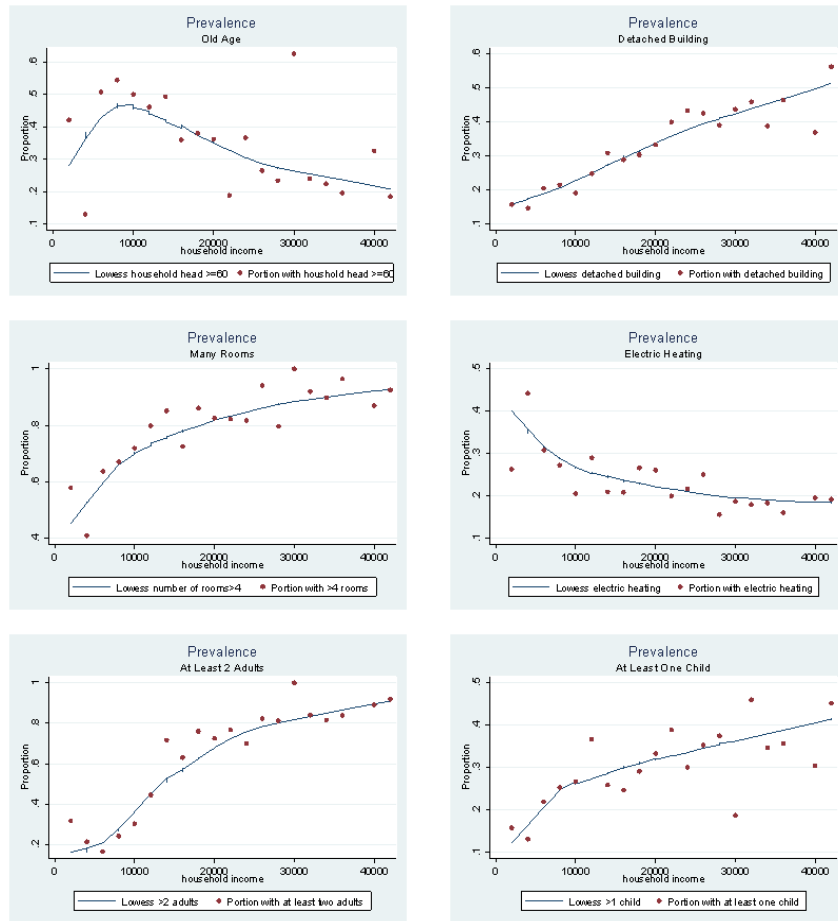 Prevalence
Old Age
Proportion
.1 .2 .3 .4 .5 .6
0 10000 20000 30000 40000
household income
Lowess household head >=60 Portion with houshold head >=60
Prevalence
Detached Building
Proportion
.1 .2 .3 .4 .5 .6
0 10000 20000 30000 40000
household income
Lowess detached building Portion with detached building
Prevalence
Many Rooms
Proportion
.4 .6 .8 1
0 10000 20000 30000 40000
household income
Lowess number of rooms>4 Portion with >4 rooms
Prevalence
Electric Heating
Proportion
.1 .2 .3 .4 .5
0 10000 20000 30000 40000
household income
Lowess electric heating Portion with electric heating
Prevalence
At Least 2 Adults
Proportion
.2 .4 .6 .8 1
0 10000 20000 30000 40000
household income
Lowess >2 adults Portion with at least two adults
Prevalence
At Least One Child
Proportion
.1 .2 .3 .4 .5
0 10000 20000 30000 40000
household income
Lowess >1 child Portion with at least one child